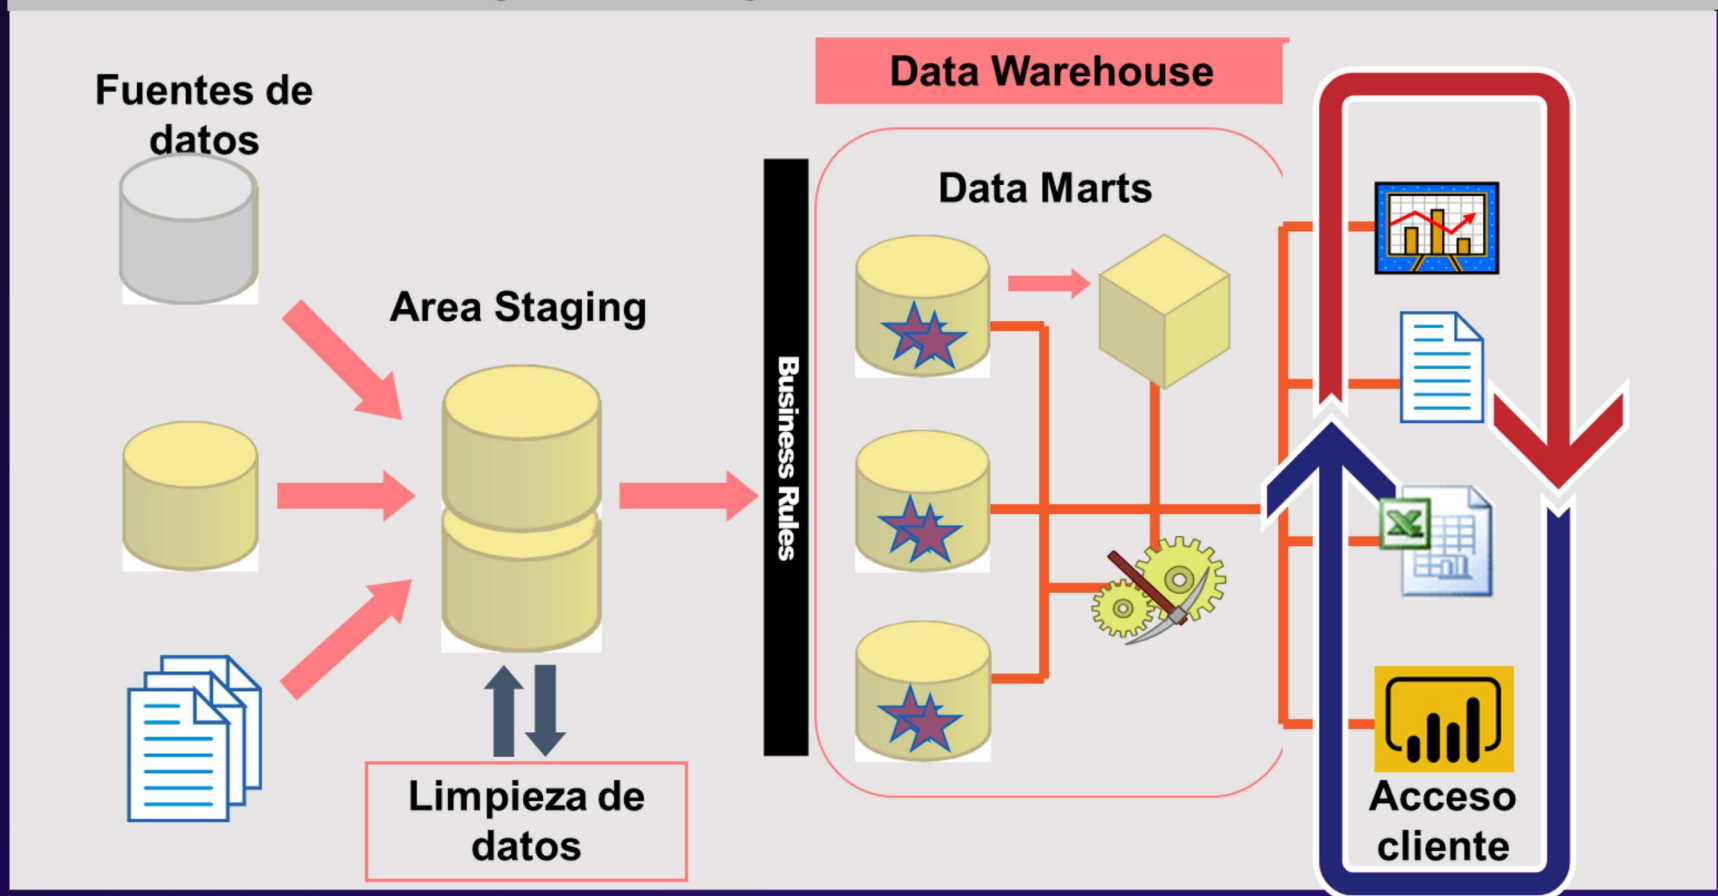 Fuentes de
datos
Area Staging
Limpieza de
datos
Business Rules
Data Warehouse
Data Marts
Acceso
cliente